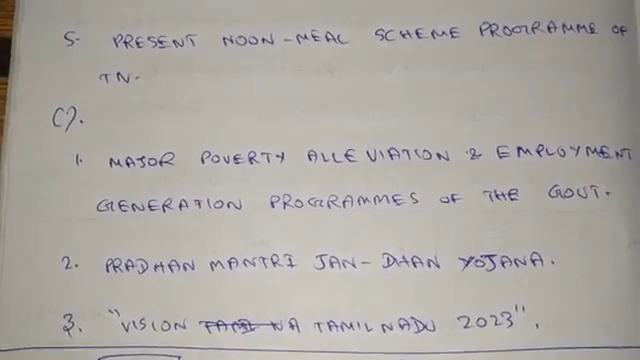 5. PRESENT NOON-MEAL SCHEME PROGRAMME OF
TN.
C).
1. MAJOR POVERTY ALLEVIATION & EMPLOYMENT
GENERATION PROGRAMMES OF THE GOVT.
2. PRADHAN MANTRI JAN-DHAN YOJANA.
3. "VISION TAMILNADU 2023".